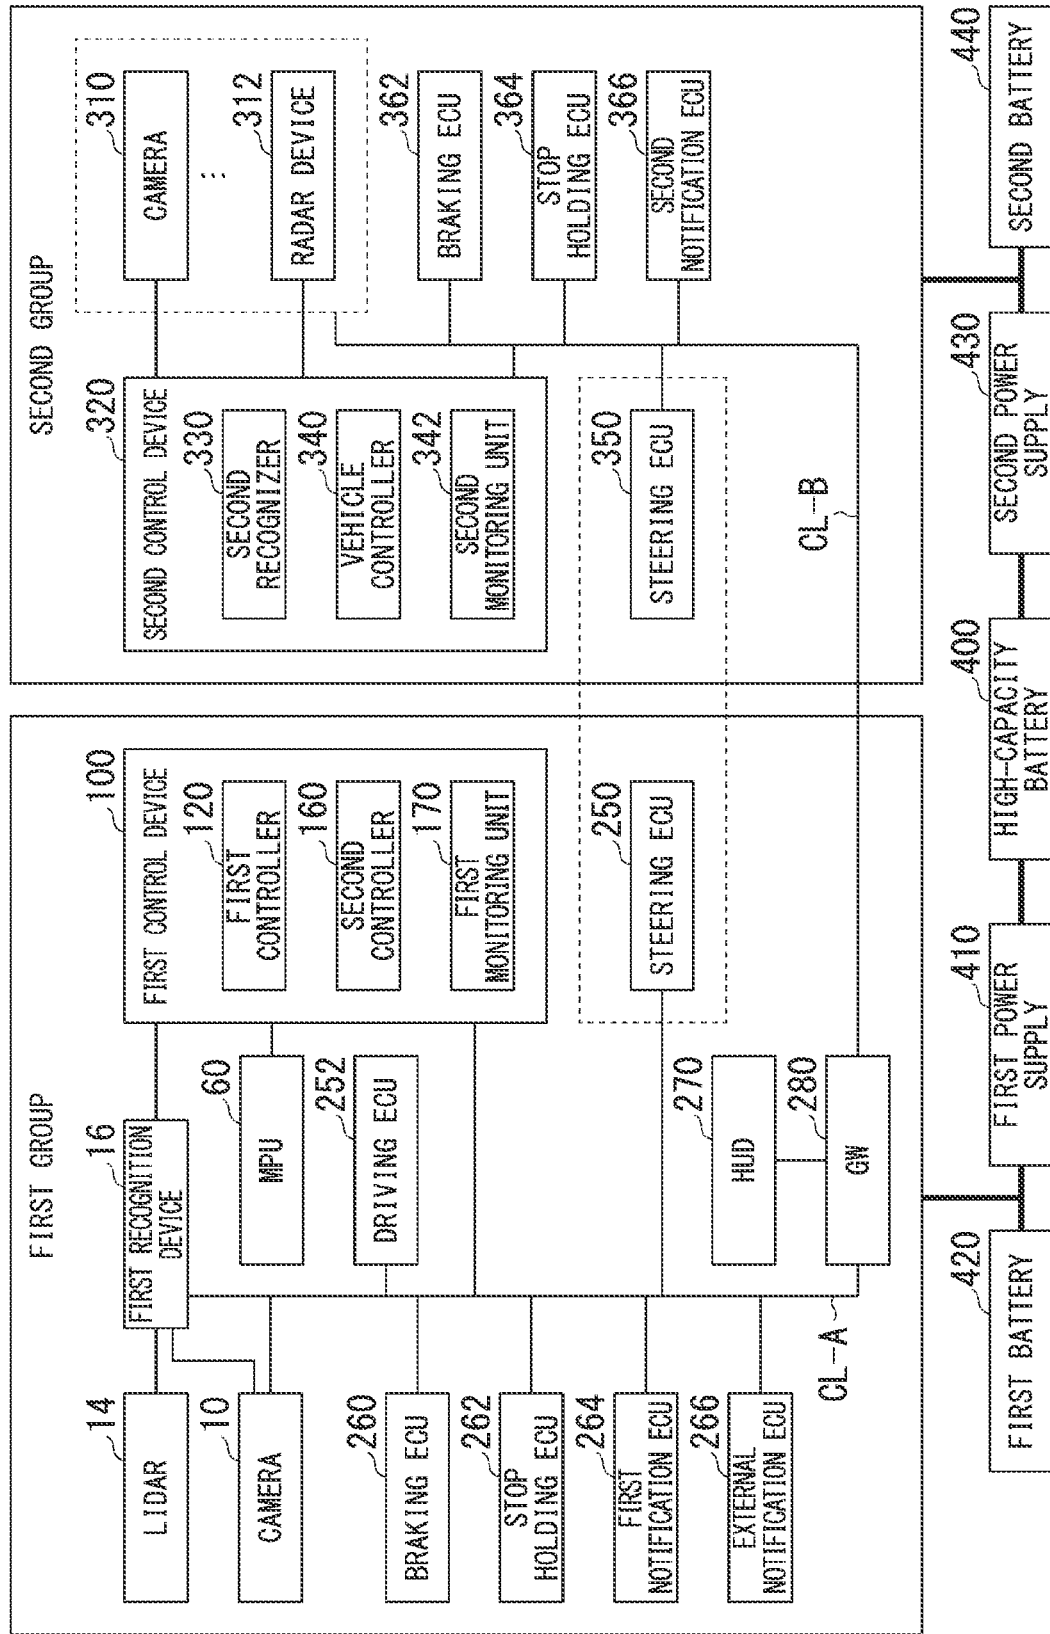 FIRST GROUP
14
LIDAR
10
CAMERA
16
FIRST RECOGNITION
DEVICE
60
MPU
252
DRIVING ECU
100
FIRST CONTROL DEVICE
120
FIRST
CONTROLLER
160
SECOND
CONTROLLER
170
FIRST
MONITORING UNIT
260
BRAKING ECU
262
STOP
HOLDING ECU
264
FIRST
NOTIFICATION ECU
266
EXTERNAL
NOTIFICATION ECU
250
STEERING ECU
270
HUD
280
GW
CL-A
SECOND GROUP
320
SECOND CONTROL DEVICE
330
SECOND
RECOGNIZER
340
VEHICLE
CONTROLLER
342
SECOND
MONITORING UNIT
310
CAMERA
...
312
RADAR DEVICE
362
BRAKING ECU
364
STOP
HOLDING ECU
366
SECOND
NOTIFICATION ECU
350
STEERING ECU
CL-B
420
FIRST BATTERY
410
FIRST POWER
SUPPLY
400
HIGH-CAPACITY
BATTERY
430
SECOND POWER
SUPPLY
440
SECOND BATTERY